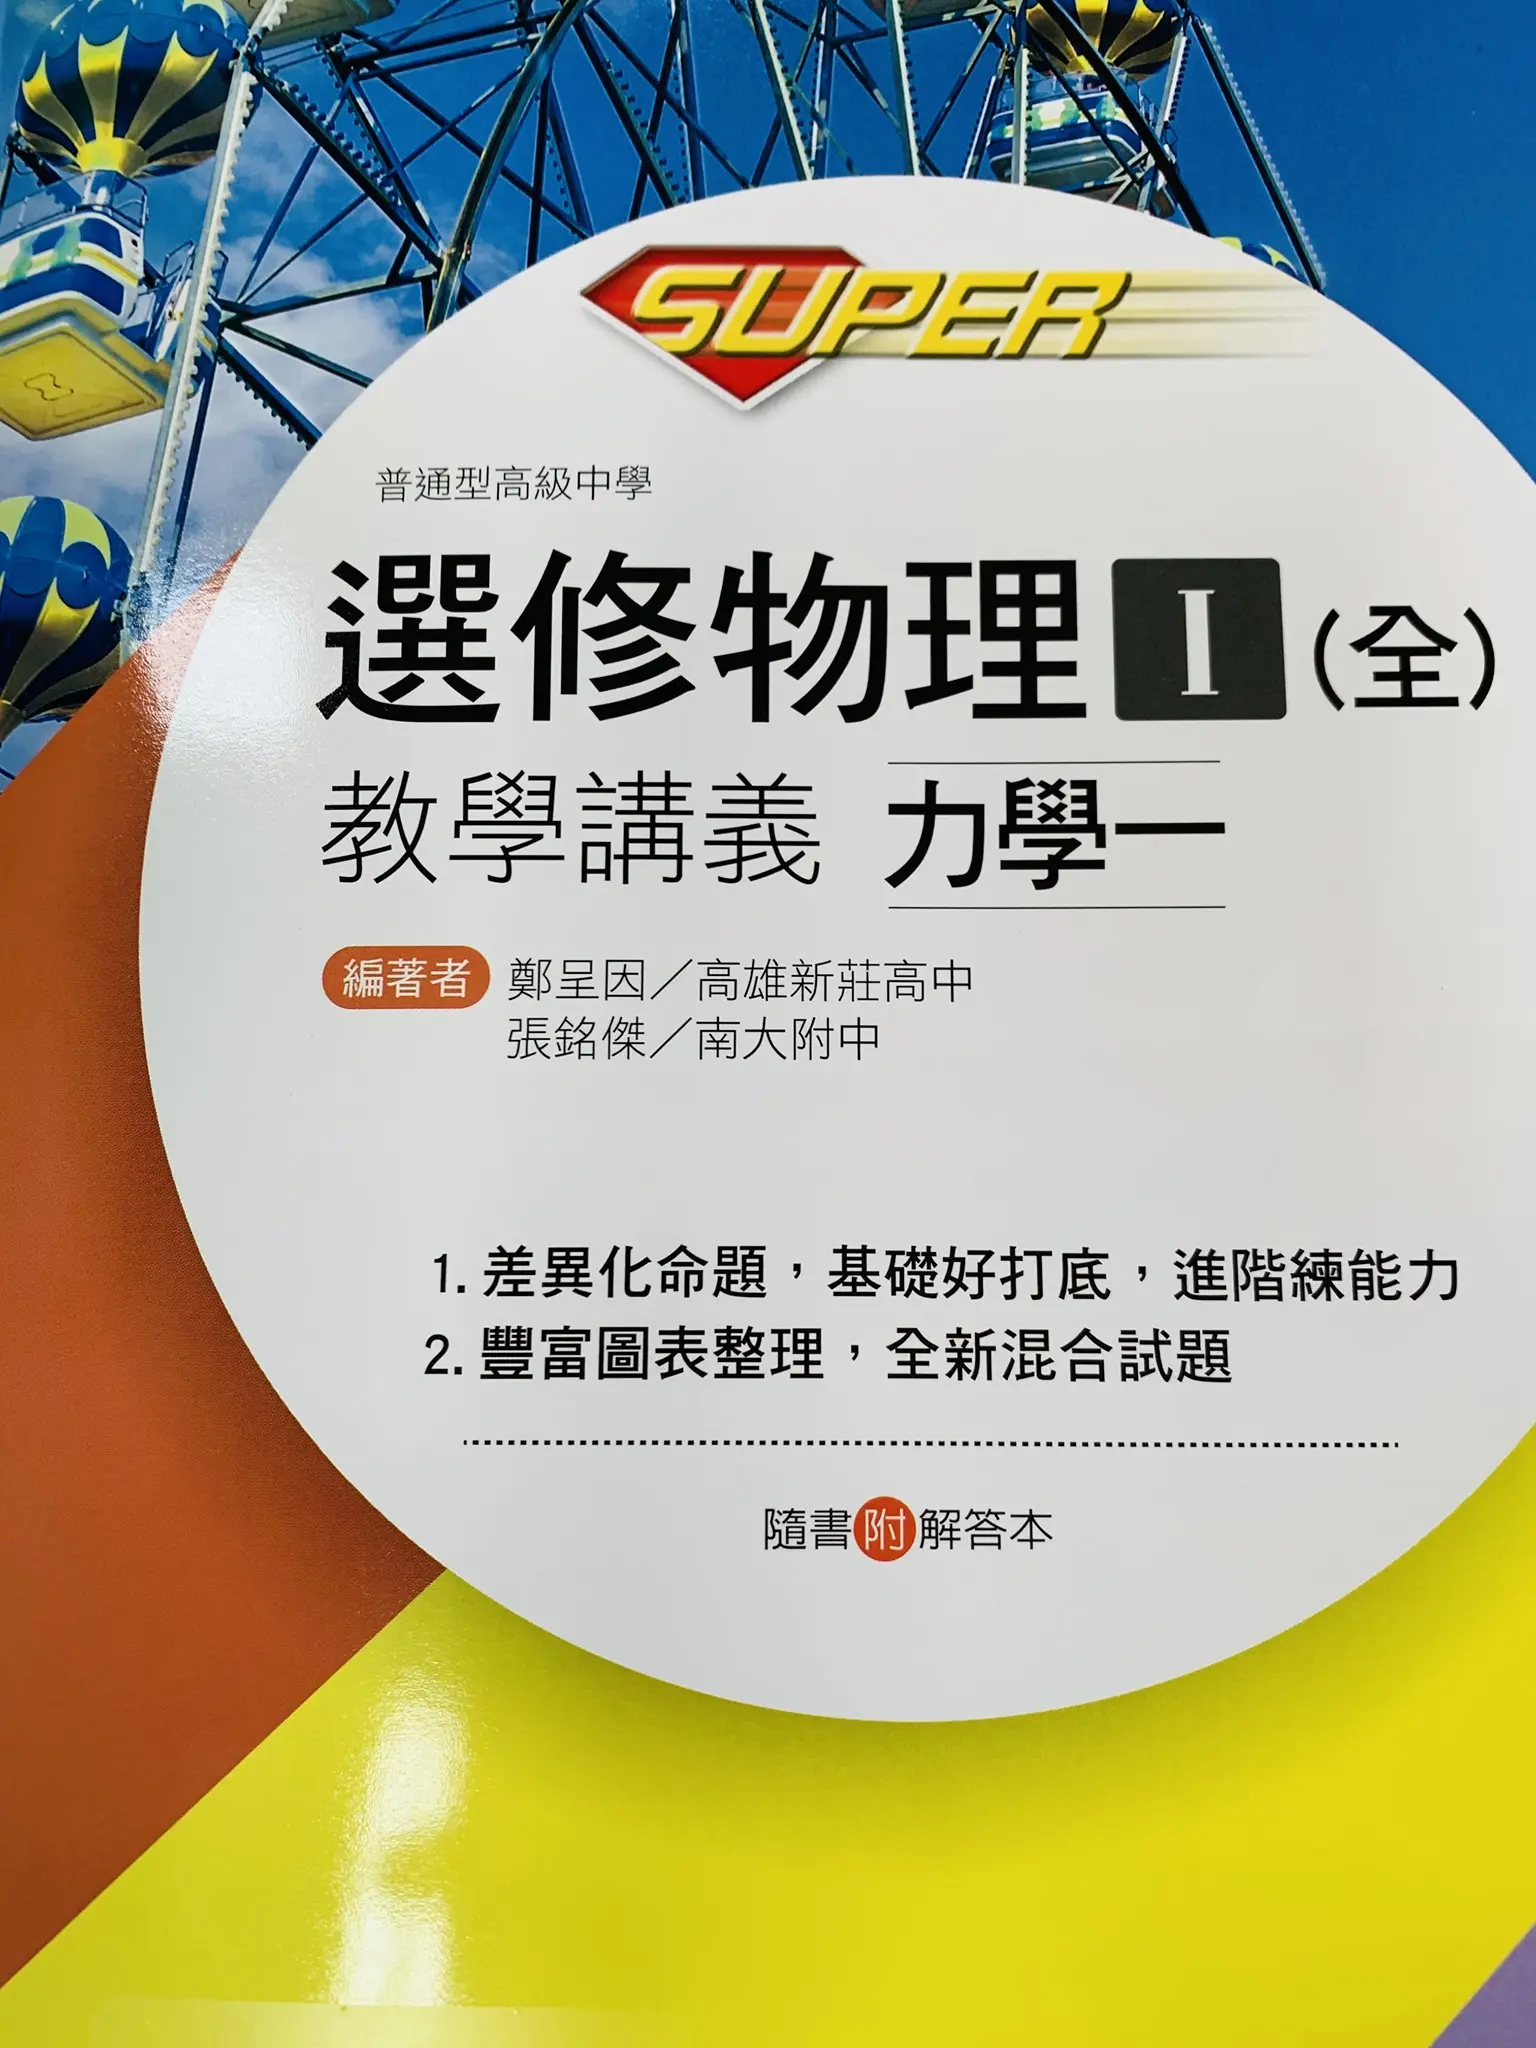 SUPER
普通型高級中學
選修物理 I (全)
教學講義 力學一
編著者 鄭呈因／高雄新莊高中
張銘傑／南大附中
1. 差異化命題，基礎好打底，進階練能力
2. 豐富圖表整理，全新混合試題
隨書附解答本